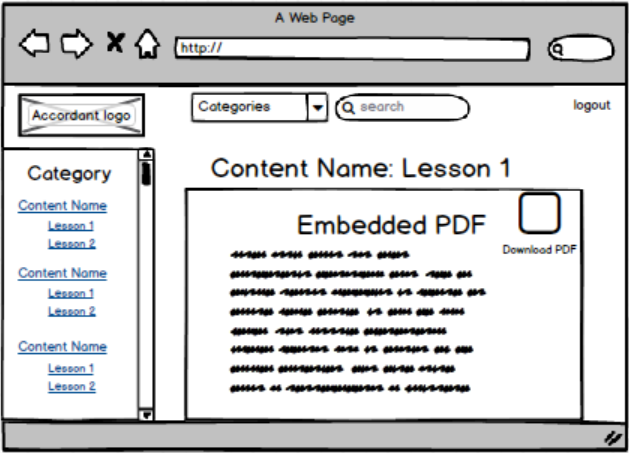 A Web Page
http://
Accordant logo
Categories
search
logout
Category
Content Name
Lesson 1
Lesson 2
Content Name
Lesson 1
Lesson 2
Content Name
Lesson 1
Lesson 2
Content Name: Lesson 1
Embedded PDF
Download PDF